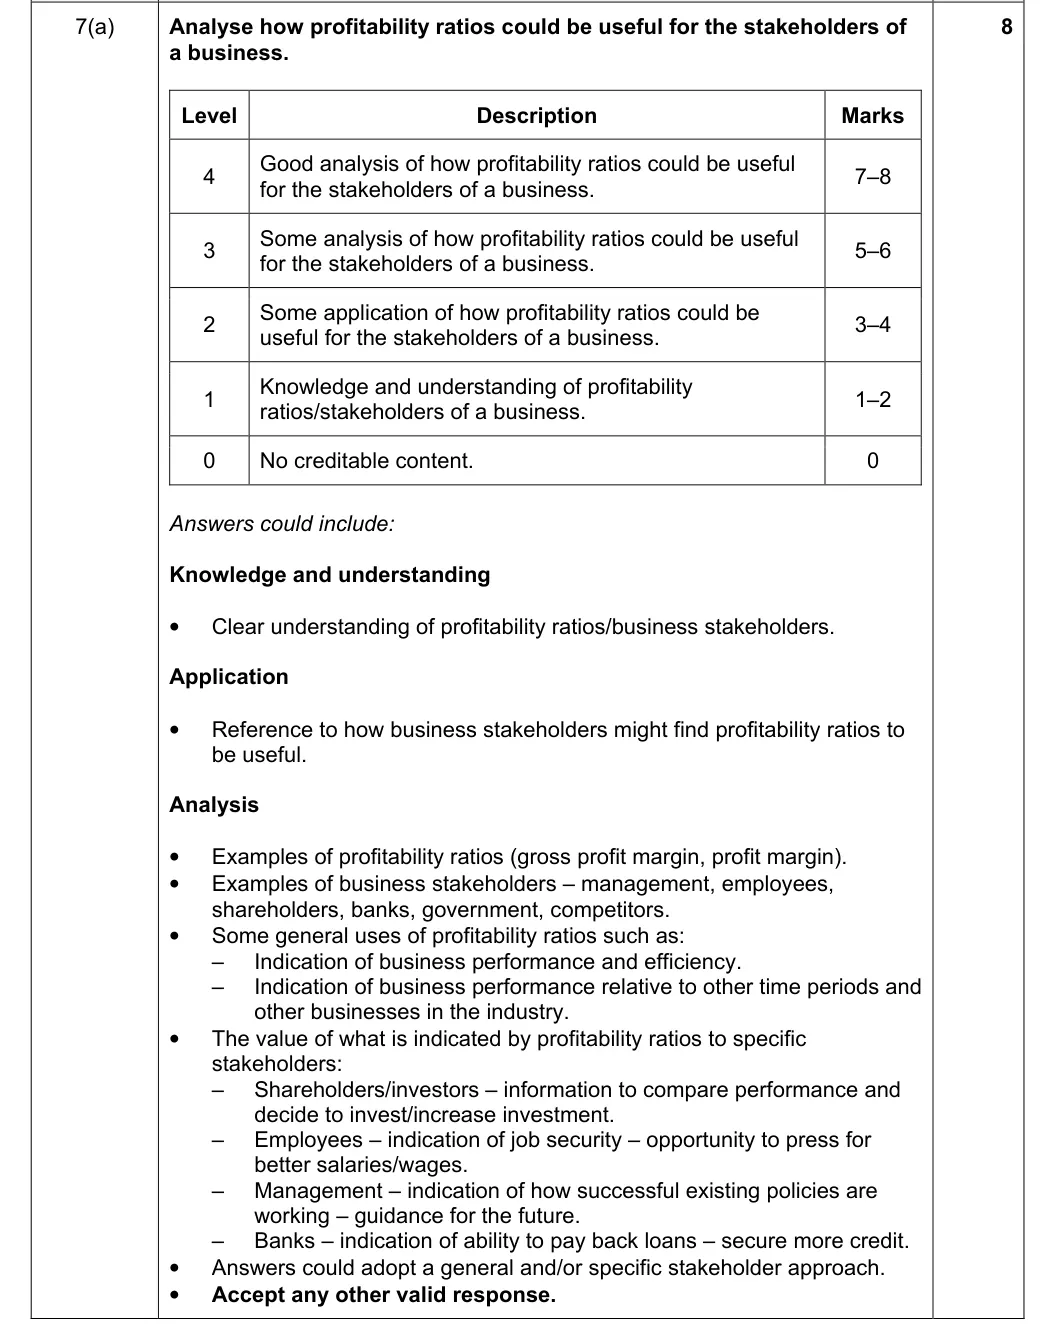 7(a)
Analyse how profitability ratios could be useful for the stakeholders of
a business.
8
Level Description Marks
4
Good analysis of how profitability ratios could be useful
for the stakeholders of a business.
7–8
3
Some analysis of how profitability ratios could be useful
for the stakeholders of a business.
5–6
2
Some application of how profitability ratios could be
useful for the stakeholders of a business.
3–4
1
Knowledge and understanding of profitability
ratios/stakeholders of a business.
1–2
0 No creditable content. 0
Answers could include:
Knowledge and understanding
• Clear understanding of profitability ratios/business stakeholders.
Application
• Reference to how business stakeholders might find profitability ratios to
be useful.
Analysis
• Examples of profitability ratios (gross profit margin, profit margin).
• Examples of business stakeholders – management, employees,
shareholders, banks, government, competitors.
• Some general uses of profitability ratios such as:
– Indication of business performance and efficiency.
– Indication of business performance relative to other time periods and
other businesses in the industry.
• The value of what is indicated by profitability ratios to specific
stakeholders:
– Shareholders/investors – information to compare performance and
decide to invest/increase investment.
– Employees – indication of job security – opportunity to press for
better salaries/wages.
– Management – indication of how successful existing policies are
working – guidance for the future.
– Banks – indication of ability to pay back loans – secure more credit.
• Answers could adopt a general and/or specific stakeholder approach.
• Accept any other valid response.